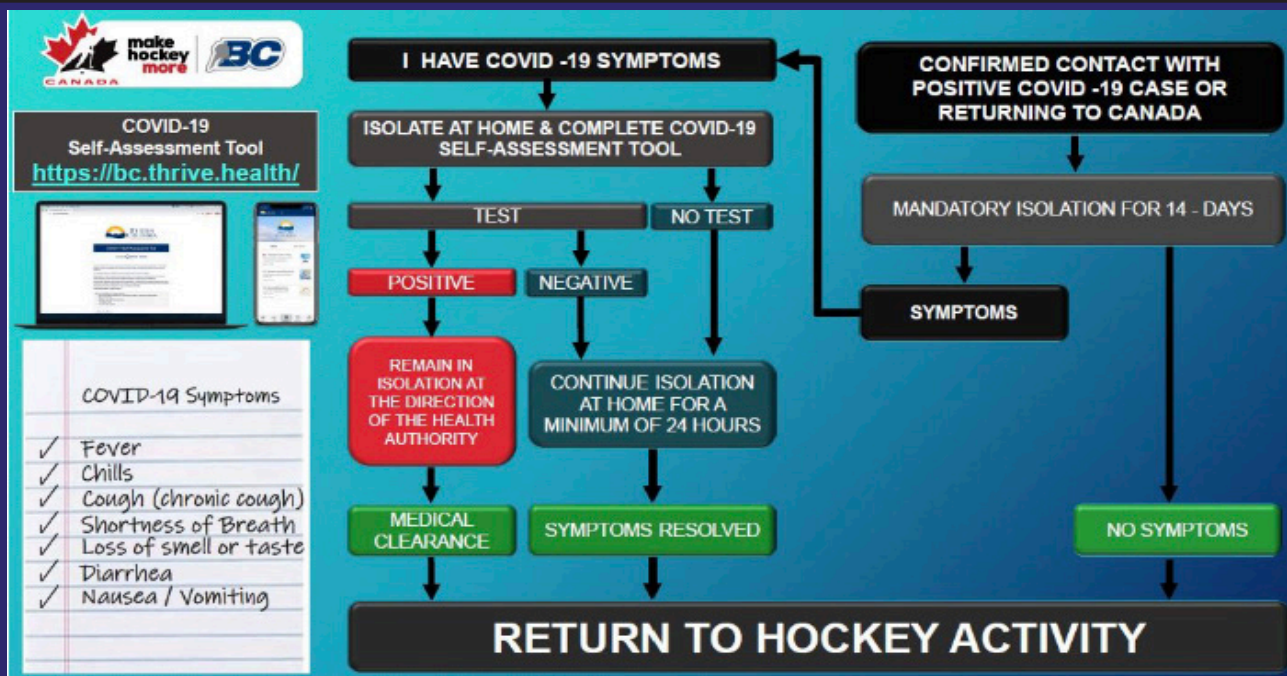 CANADA
make
hockey
more
BC
COVID-19
Self-Assessment Tool
https://bc.thrive.health/
COVID-19 Symptoms
✓ Fever
✓ Chills
✓ Cough (chronic cough)
✓ Shortness of Breath
✓ Loss of smell or taste
✓ Diarrhea
✓ Nausea / Vomiting
I HAVE COVID -19 SYMPTOMS
ISOLATE AT HOME & COMPLETE COVID-19
SELF-ASSESSMENT TOOL
TEST
NO TEST
POSITIVE
NEGATIVE
REMAIN IN
ISOLATION AT
THE DIRECTION
OF THE HEALTH
AUTHORITY
CONTINUE ISOLATION
AT HOME FOR A
MINIMUM OF 24 HOURS
MEDICAL
CLEARANCE
SYMPTOMS RESOLVED
CONFIRMED CONTACT WITH
POSITIVE COVID -19 CASE OR
RETURNING TO CANADA
MANDATORY ISOLATION FOR 14 - DAYS
SYMPTOMS
NO SYMPTOMS
RETURN TO HOCKEY ACTIVITY